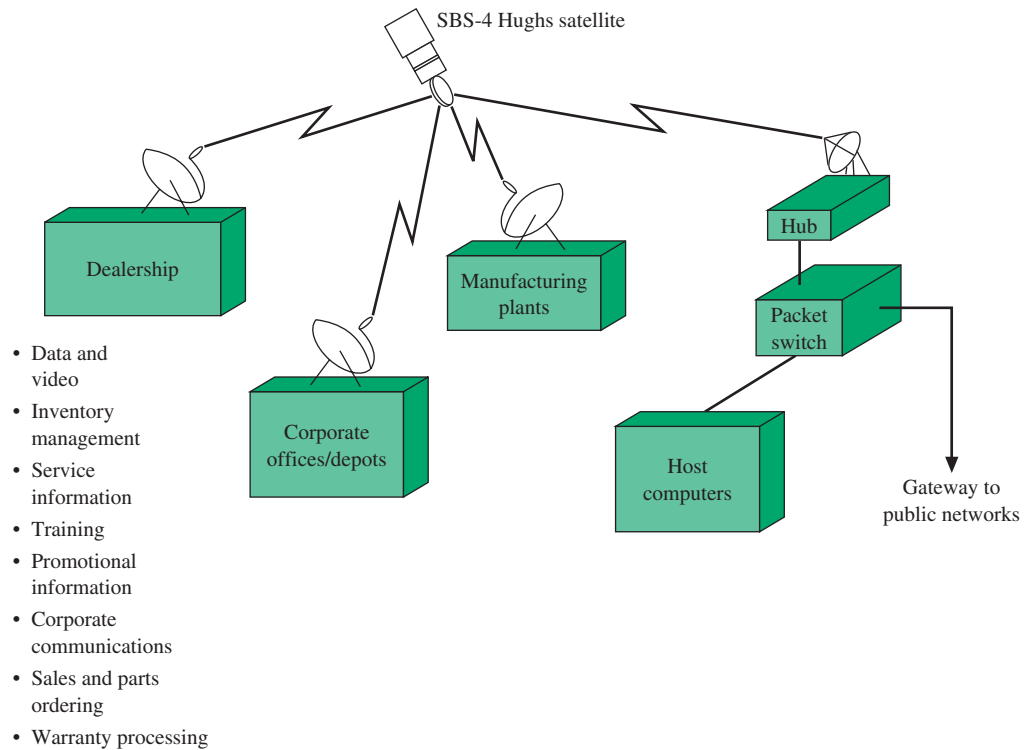 SBS-4 Hughs satellite
Dealership
Manufacturing
plants
Hub
Packet
switch
Corporate
offices/depots
Host
computers
Gateway to
public networks
• Data and
video
• Inventory
management
• Service
information
• Training
• Promotional
information
• Corporate
communications
• Sales and parts
ordering
• Warranty processing